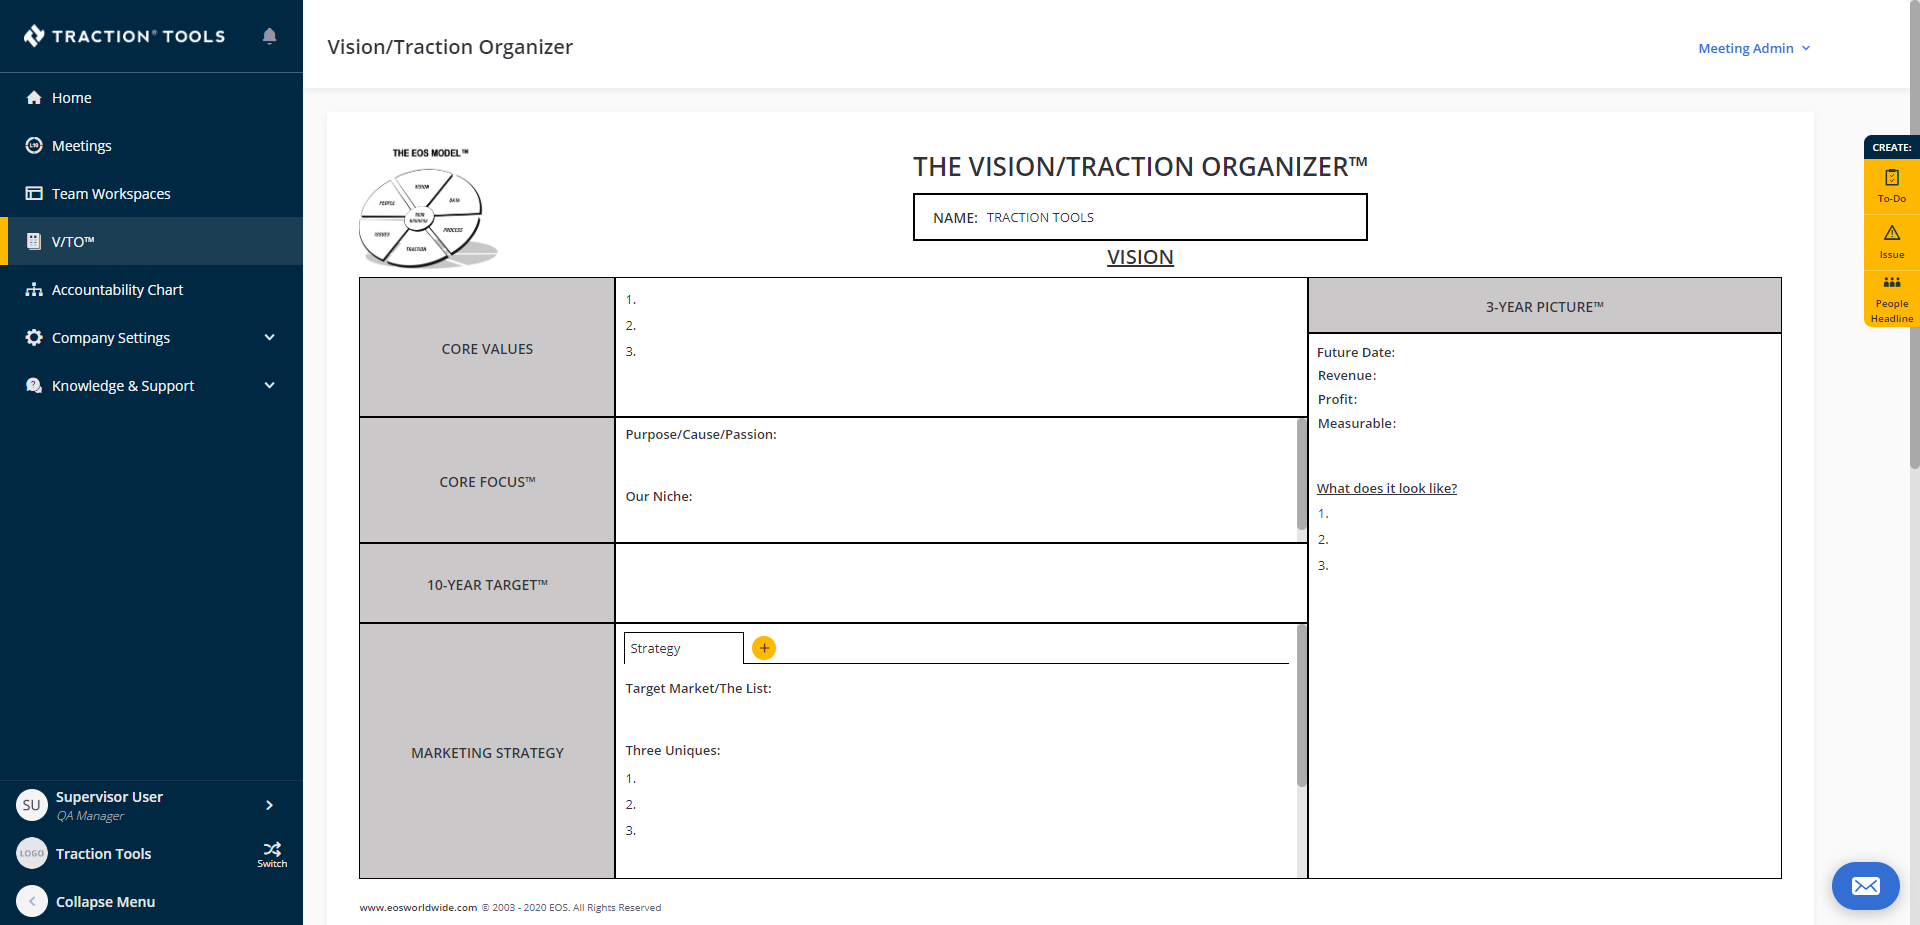 TRACTION® TOOLS
Home
Meetings
Team Workspaces
V/TO™
Accountability Chart
Company Settings
Knowledge & Support
SU
Supervisor User
QA Manager
LOGO
Traction Tools
Switch
Collapse Menu
Vision/Traction Organizer
Meeting Admin
THE EOS MODEL™
VISION
DATA
PROCESS
TRACTION
ISSUES
PEOPLE
YOUR BUSINESS
THE VISION/TRACTION ORGANIZER™
NAME: TRACTION TOOLS
VISION
CORE VALUES
1.
2.
3.
CORE FOCUS™
Purpose/Cause/Passion:
Our Niche:
10-YEAR TARGET™
MARKETING STRATEGY
Strategy
+
Target Market/The List:
Three Uniques:
1.
2.
3.
3-YEAR PICTURE™
Future Date:
Revenue:
Profit:
Measurable:
What does it look like?
1.
2.
3.
www.eosworldwide.com © 2003 - 2020 EOS. All Rights Reserved
CREATE:
To-Do
Issue
People
Headline